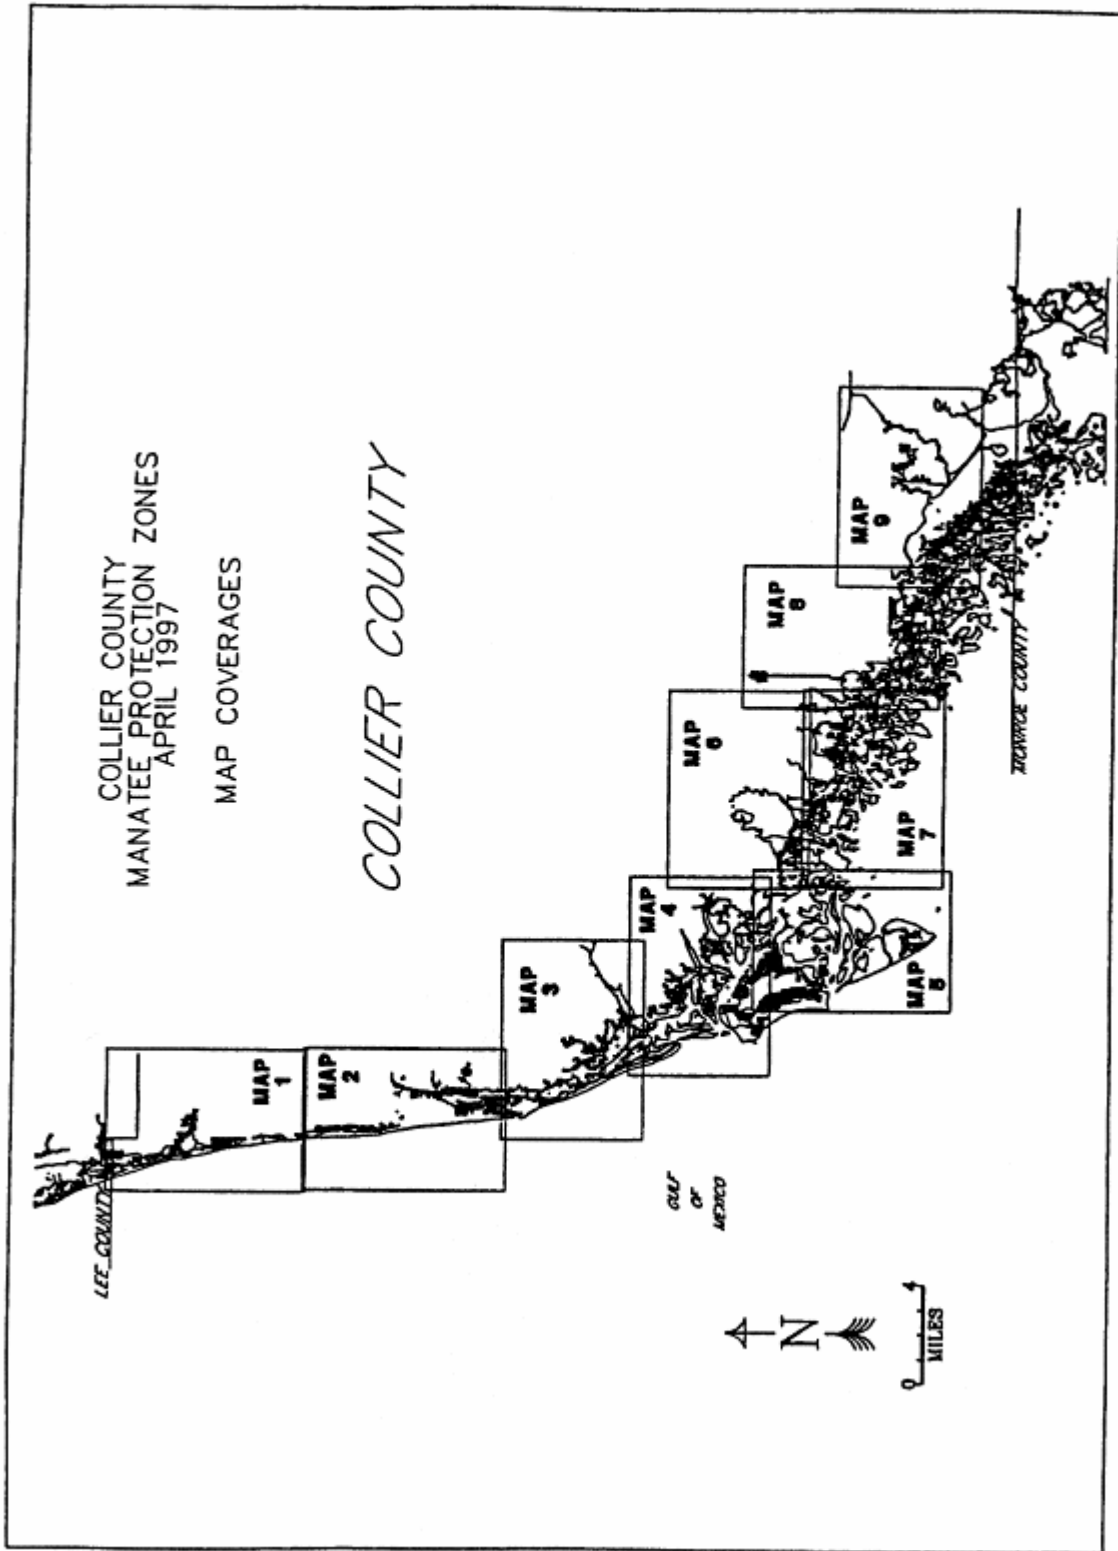 COLLIER COUNTY
MANATEE PROTECTION ZONES
APRIL 1997
MAP COVERAGES
COLLIER COUNTY
LEE COUNTY
MAP
1
MAP
2
MAP
3
MAP
4
MAP
5
MAP
6
MAP
7
MAP
8
MAP
9
GULF
OF
MEXICO
MONROE COUNTY
N
0 4
MILES